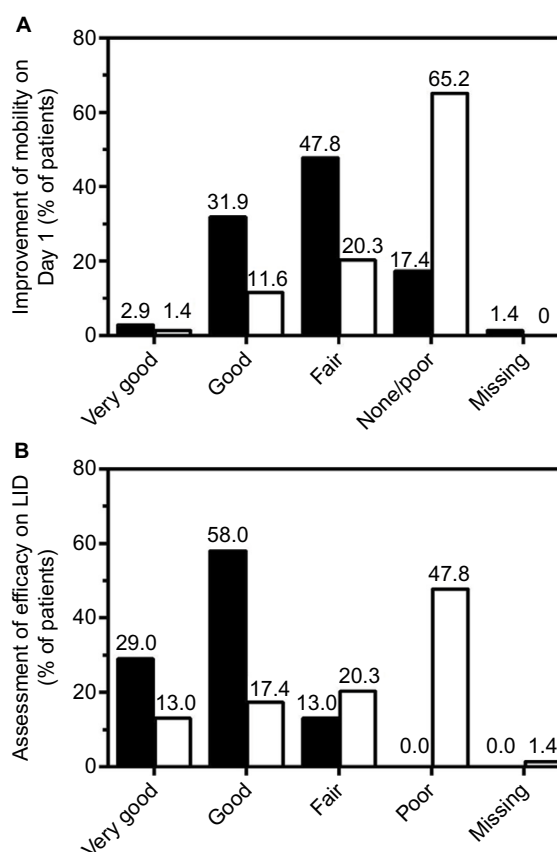 A
Improvement of mobility on
Day 1 (% of patients)
80
60
40
20
0
2.9
1.4
31.9
11.6
47.8
20.3
17.4
65.2
1.4
0
Very good
Good
Fair
None/poor
Missing
B
Assessment of efficacy on LID
(% of patients)
80
60
40
20
0
29.0
13.0
58.0
17.4
13.0
20.3
0.0
47.8
0.0
1.4
Very good
Good
Fair
Poor
Missing